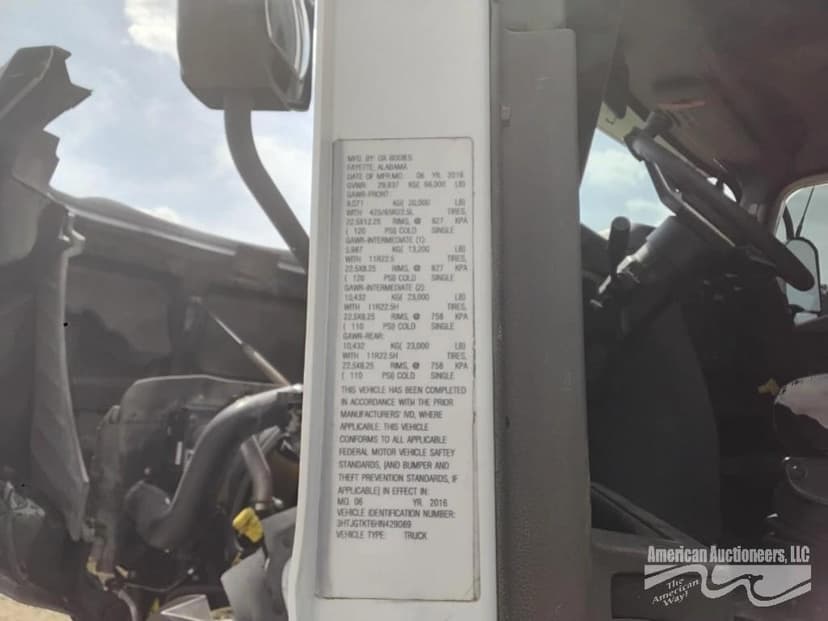 MFG. BY: OX BODIES
FAYETTE, ALABAMA
DATE OF MFR:MO. 06 YR. 2016
GVWR 29,937 KG( 66,000 LB)
GAWR-FRONT:
9,071 KG( 20,000 LB)
WITH 425/65R22.5L TIRES,
22.5X12.25 RIMS, @ 827 KPA
( 120 PSI) COLD SINGLE
GAWR-INTERMEDIATE (1):
5,987 KG( 13,200 LB)
WITH 11R22.5 TIRES,
22.5X8.25 RIMS, @ 827 KPA
( 120 PSI) COLD SINGLE
GAWR-INTERMEDIATE (2):
10,432 KG( 23,000 LB)
WITH 11R22.5H TIRES,
22.5X8.25 RIMS, @ 758 KPA
( 110 PSI) COLD SINGLE
GAWR-REAR:
10,432 KG( 23,000 LB)
WITH 11R22.5H TIRES,
22.5X8.25 RIMS, @ 758 KPA
( 110 PSI) COLD SINGLE
THIS VEHICLE HAS BEEN COMPLETED
IN ACCORDANCE WITH THE PRIOR
MANUFACTURERS' IVD, WHERE
APPLICABLE. THIS VEHICLE
CONFORMS TO ALL APPLICABLE
FEDERAL MOTOR VEHICLE SAFTEY
STANDARDS, [AND BUMPER AND
THEFT PREVENTION STANDARDS, IF
APPLICABLE] IN EFFECT IN:
MO. 06 YR. 2016
VEHICLE IDENTIFICATION NUMBER:
3HTJGTKT6HN429089
VEHICLE TYPE: TRUCK
American Auctioneers, LLC
The
American
Way!